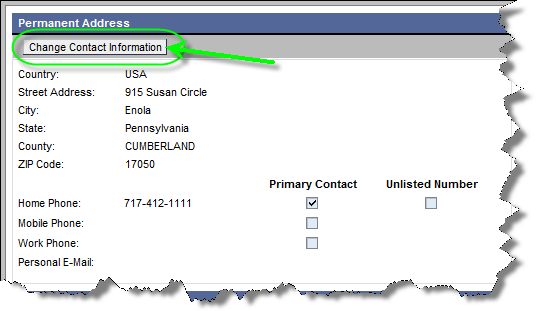 Permanent Address
Change Contact Information
Country: USA
Street Address: 915 Susan Circle
City: Enola
State: Pennsylvania
County: CUMBERLAND
ZIP Code: 17050
Primary Contact Unlisted Number
Home Phone: 717-412-1111
Mobile Phone:
Work Phone:
Personal E-Mail: